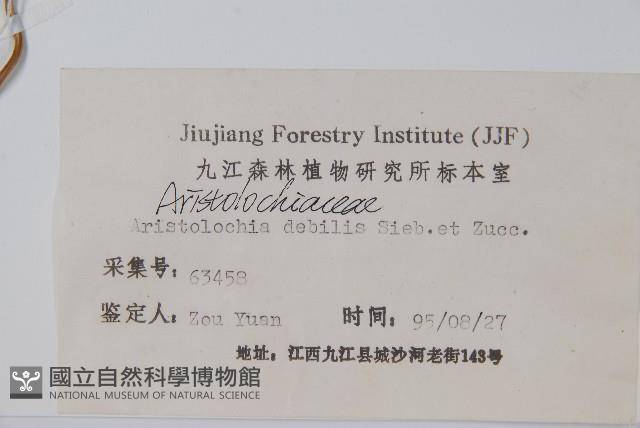 Jiujiang Forestry Institute (JJF)
九江森林植物研究所标本室
Aristolochiaceae
Aristolochia debilis Sieb.et Zucc.
采集号: 63458
鉴定人: Zou Yuan 时间: 95/08/27
地址: 江西九江县城沙河老街143号
國立自然科學博物館
NATIONAL MUSEUM OF NATURAL SCIENCE